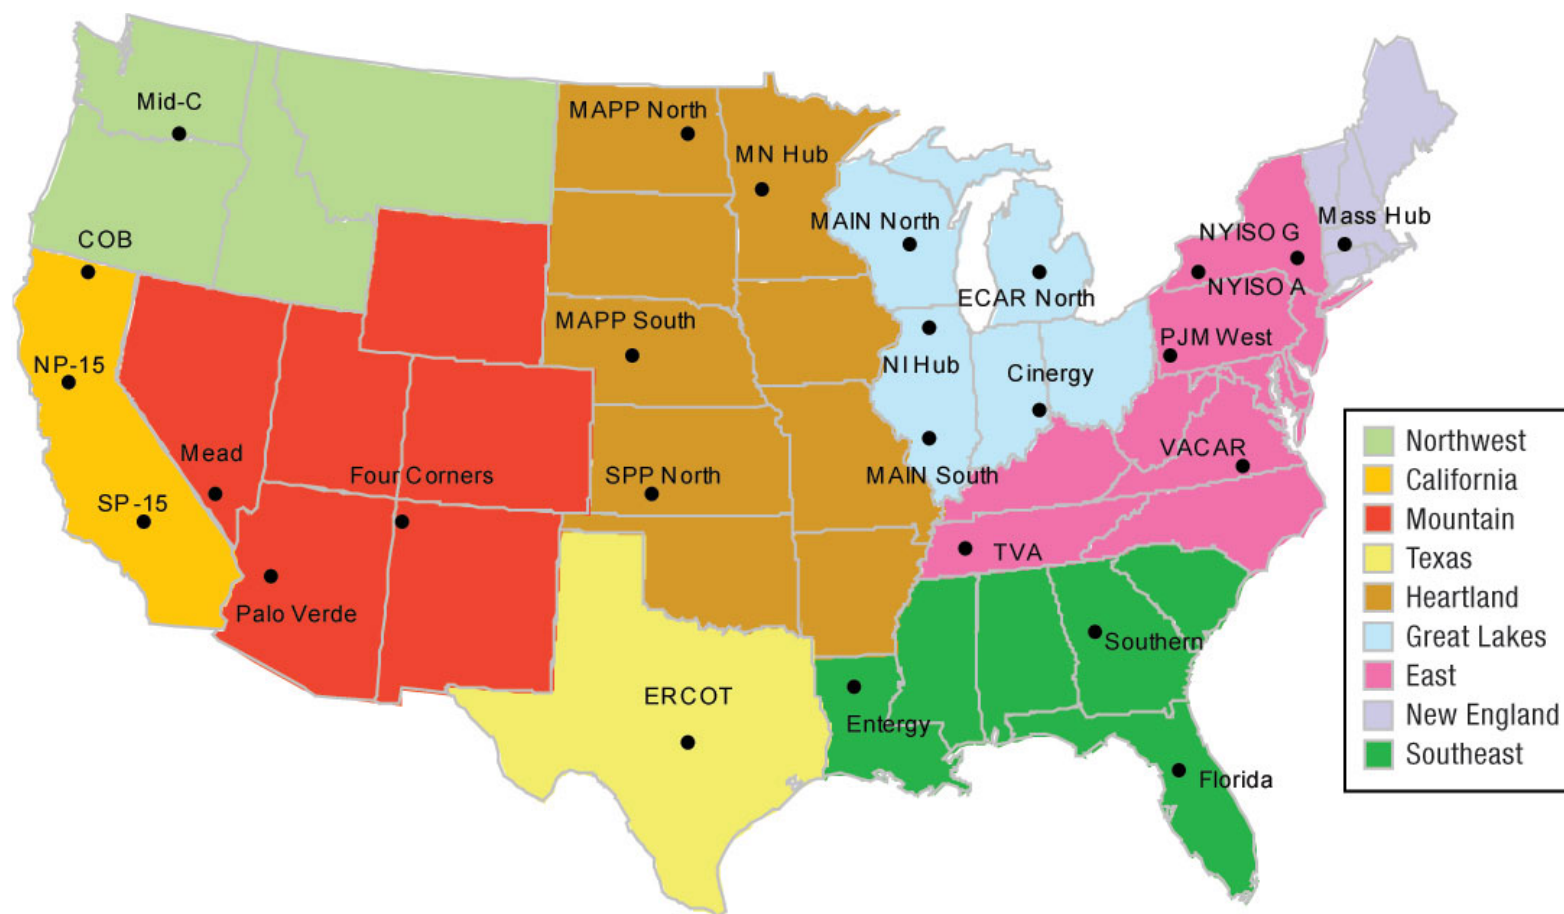 Mid-C
MAPP North
MN Hub
MAIN North
Mass Hub
COB
NYISO G
NYISO A
ECAR North
MAPP South
PJM West
NP-15
NI Hub
Cinergy
Mead
Four Corners
SPP North
MAIN South
VACAR
SP-15
TVA
Palo Verde
Southern
ERCOT
Entergy
Florida
Northwest
California
Mountain
Texas
Heartland
Great Lakes
East
New England
Southeast